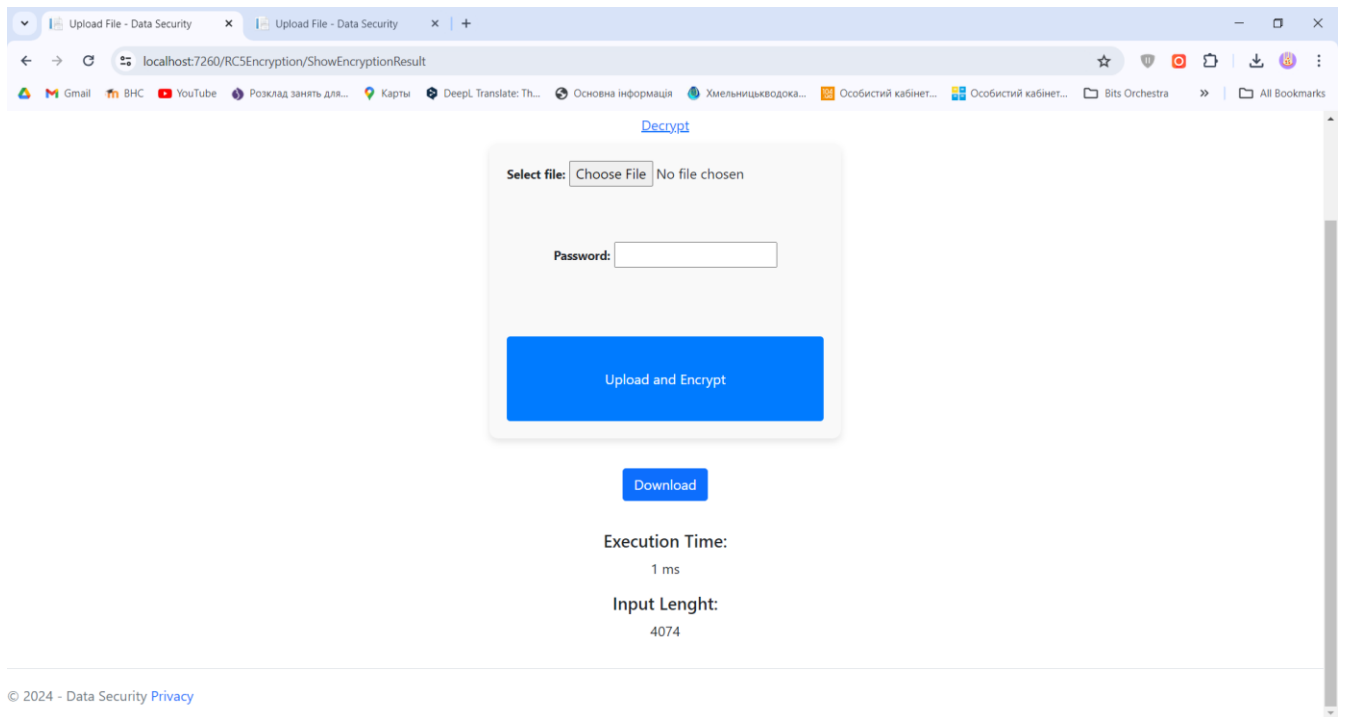 Upload File - Data Security Upload File - Data Security
localhost:7260/RC5Encryption/ShowEncryptionResult
Gmail ВНС YouTube Розклад занять для... Карты DeepL Translate: Th... Основна інформація Хмельницькводока... Особистий кабінет... Особистий кабінет... Bits Orchestra All Bookmarks
Decrypt
Select file: Choose File No file chosen
Password:
Upload and Encrypt
Download
Execution Time:
1 ms
Input Lenght:
4074
© 2024 - Data Security Privacy